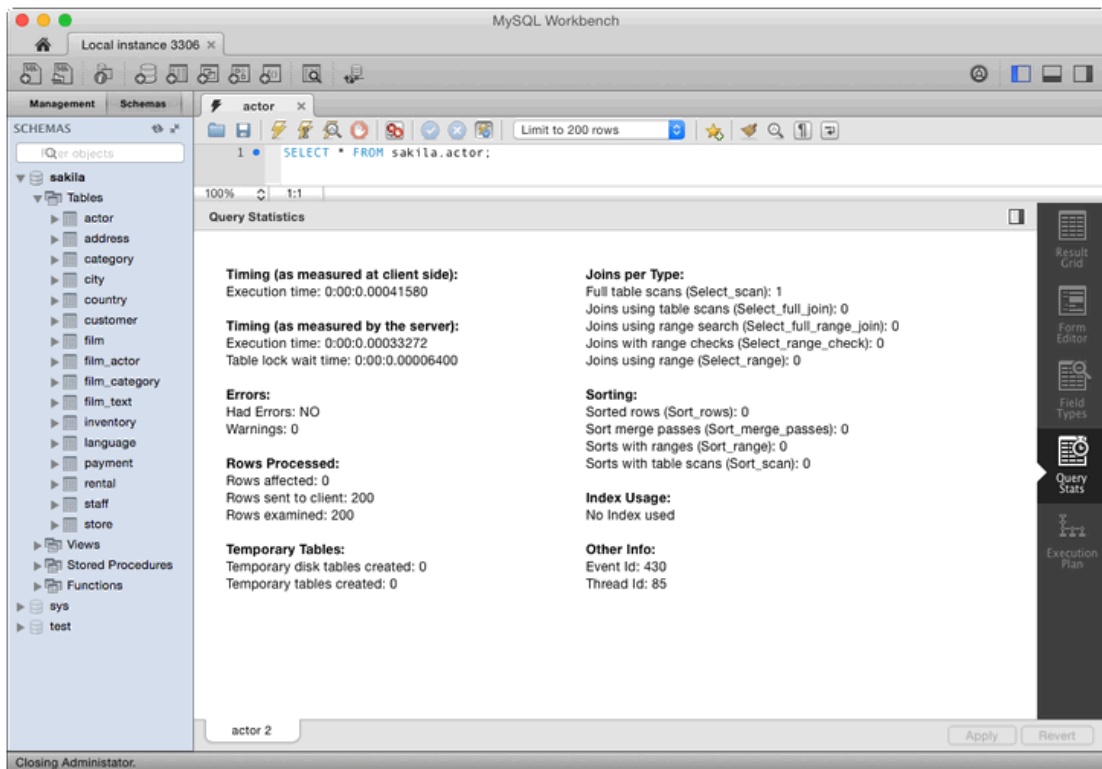 MySQL Workbench
Local instance 3306 ×
Management Schemas
SCHEMAS
Filter objects
sakila
Tables
actor
address
category
city
country
customer
film
film_actor
film_category
film_text
inventory
language
payment
rental
staff
store
Views
Stored Procedures
Functions
sys
test
actor ×
Limit to 200 rows
1 SELECT * FROM sakila.actor;
100% 1:1
Query Statistics
Timing (as measured at client side):
Execution time: 0:00:0.00041580
Timing (as measured by the server):
Execution time: 0:00:0.00033272
Table lock wait time: 0:00:0.00006400
Errors:
Had Errors: NO
Warnings: 0
Rows Processed:
Rows affected: 0
Rows sent to client: 200
Rows examined: 200
Temporary Tables:
Temporary disk tables created: 0
Temporary tables created: 0
Joins per Type:
Full table scans (Select_scan): 1
Joins using table scans (Select_full_join): 0
Joins using range search (Select_full_range_join): 0
Joins with range checks (Select_range_check): 0
Joins using range (Select_range): 0
Sorting:
Sorted rows (Sort_rows): 0
Sort merge passes (Sort_merge_passes): 0
Sorts with ranges (Sort_range): 0
Sorts with table scans (Sort_scan): 0
Index Usage:
No Index used
Other Info:
Event Id: 430
Thread Id: 85
Result
Grid
Form
Editor
Field
Types
Query
Stats
Execution
Plan
actor 2
Apply Revert
Closing Administator.